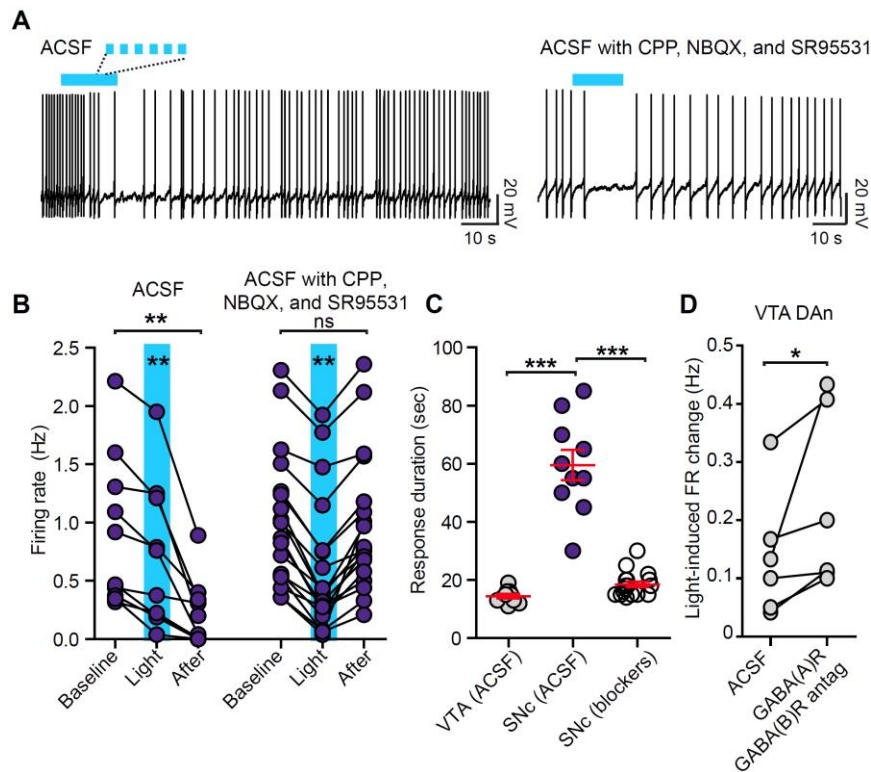 A
ACSF
ACSF with CPP, NBQX, and SR95531
20 mV
10 s
20 mV
10 s
B
ACSF
ACSF with CPP,
NBQX, and SR95531
**
ns
**
**
2.5
2.0
1.5
1.0
0.5
0.0
Firing rate (Hz)
Baseline
Light
After
Baseline
Light
After
C
***
***
100
80
60
40
20
0
Response duration (sec)
VTA (ACSF)
SNc (ACSF)
SNc (blockers)
D
VTA DAn
*
0.5
0.4
0.3
0.2
0.1
0
Light-induced FR change (Hz)
ACSF
GABA(A)R
GABA(B)R antag